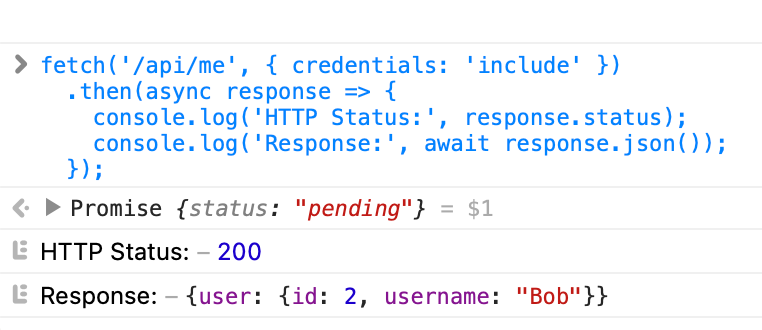 fetch('/api/me', { credentials: 'include' })
.then(async response => {
console.log('HTTP Status:', response.status);
console.log('Response:', await response.json());
});
Promise {status: "pending"} = $1
HTTP Status: – 200
Response: – {user: {id: 2, username: "Bob"}}